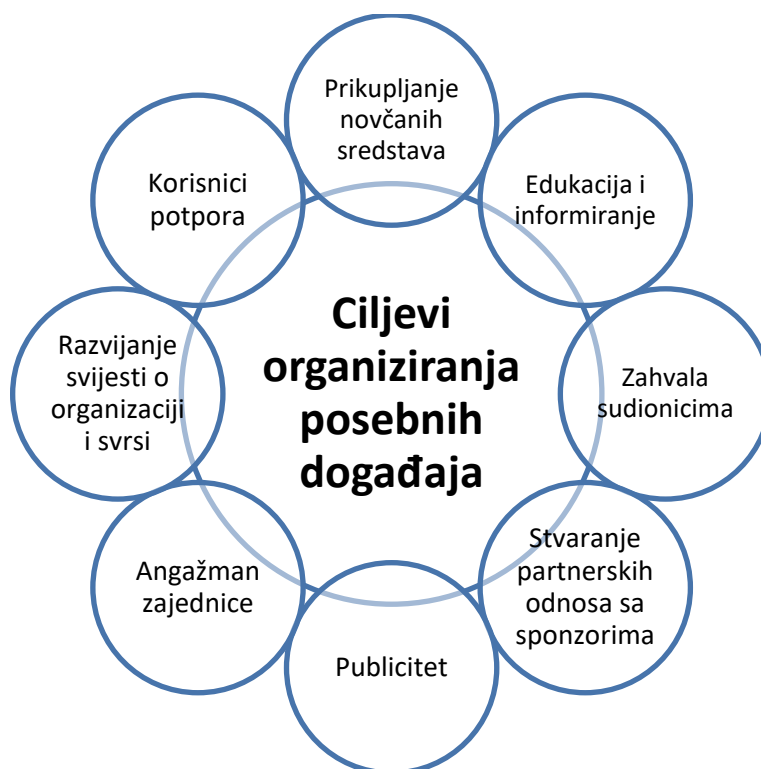 Prikupljanje
novčanih
sredstava
Edukacija i
informiranje
Zahvala
sudionicima
Stvaranje
partnerskih
odnosa sa
sponzorima
Publicitet
Angažman
zajednice
Razvijanje
svijesti o
organizaciji
i svrsi
Korisnici
potpora
Ciljevi
organiziranja
posebnih
događaja